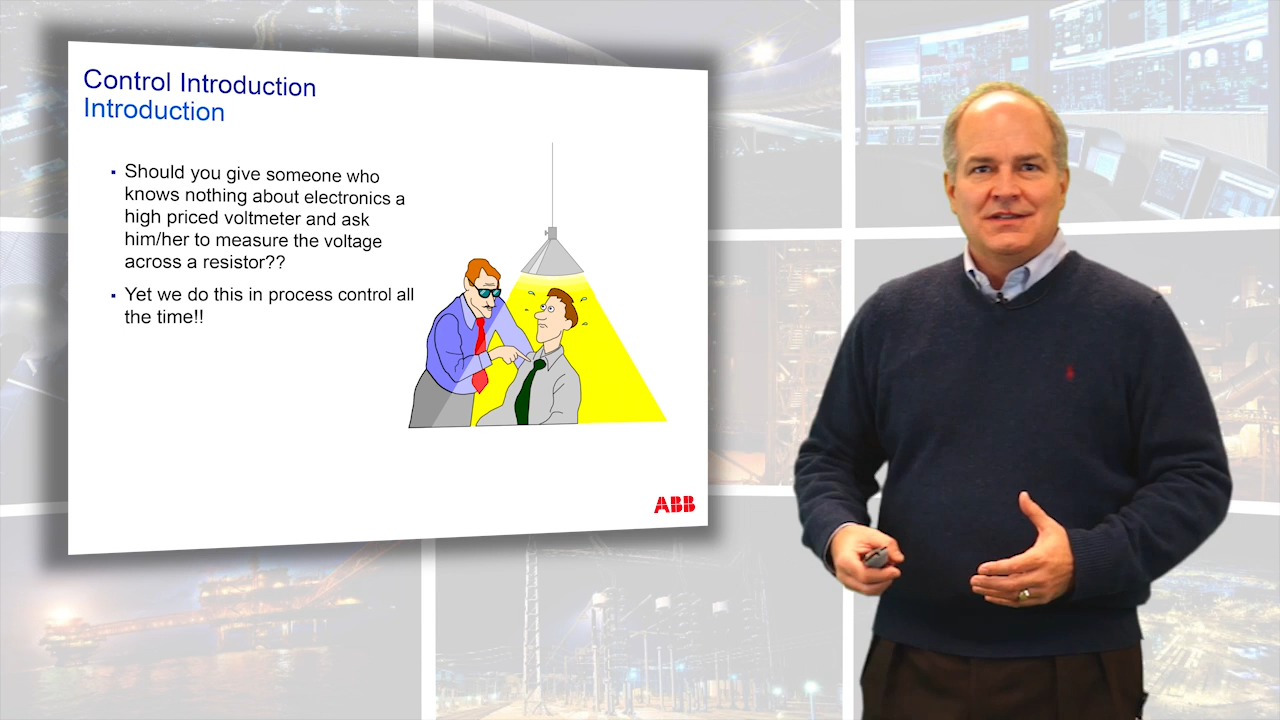 Control Introduction
Introduction
▪ Should you give someone who
knows nothing about electronics a
high priced voltmeter and ask
him/her to measure the voltage
across a resistor??
▪ Yet we do this in process control all
the time!!
ABB